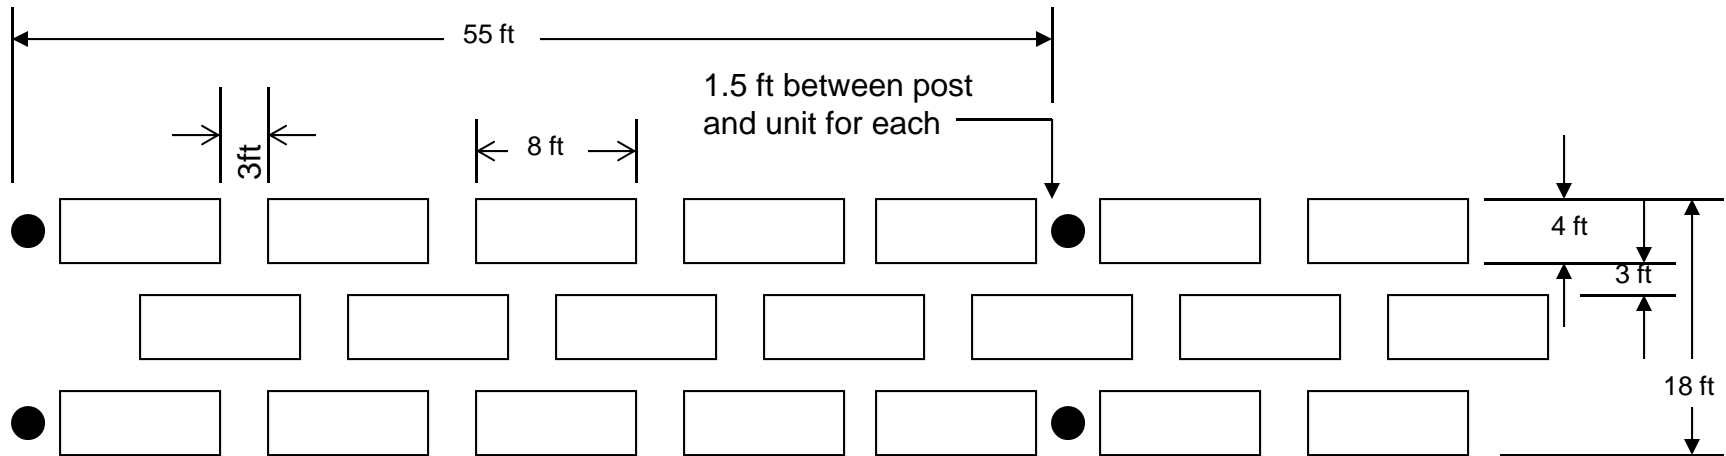 55 ft
1.5 ft between post
and unit for each
3ft
8 ft
4 ft
3 ft
18 ft